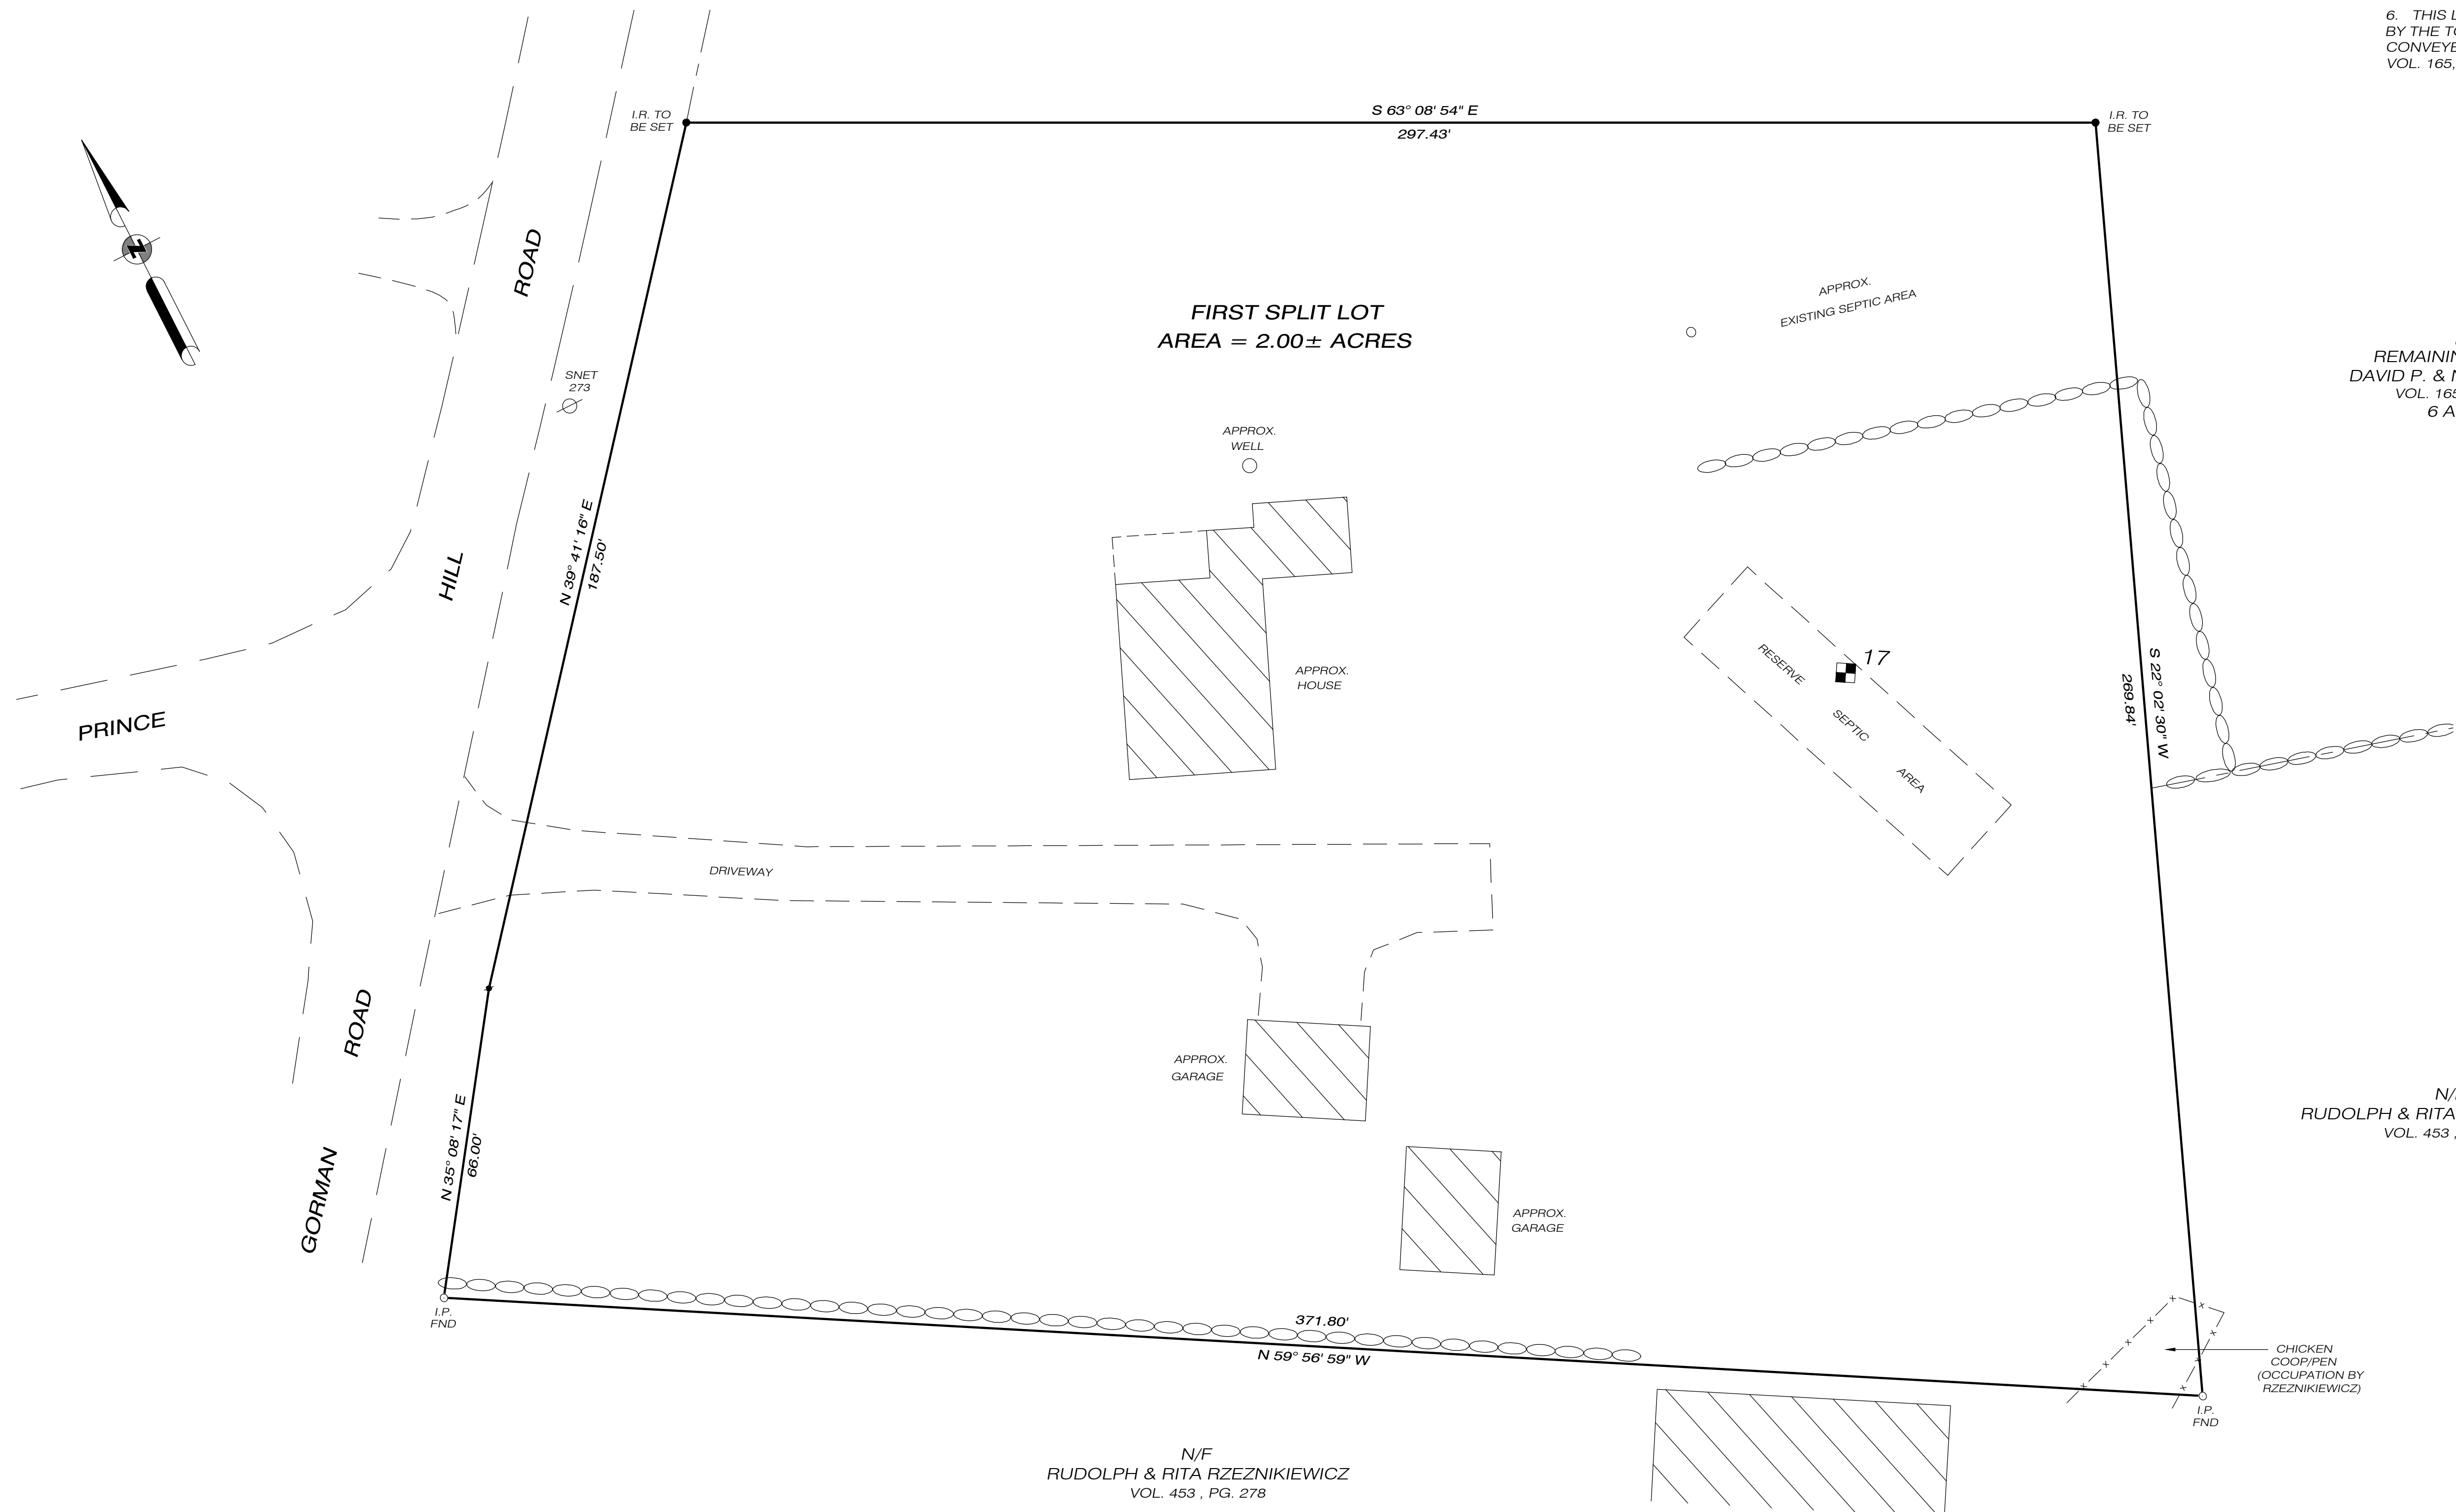 6. THIS L
BY THE TO
CONVEYE
VOL. 165,
I.R. TO
BE SET
S 63° 08' 54" E
297.43'
I.R. TO
BE SET
N
ROAD
FIRST SPLIT LOT
AREA = 2.00± ACRES
APPROX.
EXISTING SEPTIC AREA
REMAININ
DAVID P. & N
VOL. 165
6 A
SNET
273
APPROX.
WELL
N 39° 41' 16" E
187.50'
HILL
APPROX.
HOUSE
RESERVE
SEPTIC
AREA
17
S 22° 02' 30" W
269.84'
PRINCE
DRIVEWAY
ROAD
GORMAN
N 35° 08' 17" E
66.00'
APPROX.
GARAGE
N/
RUDOLPH & RITA
VOL. 453 ,
APPROX.
GARAGE
I.P.
FND
371.80'
N 59° 56' 59" W
CHICKEN
COOP/PEN
(OCCUPATION BY
RZEZNIKIEWICZ)
I.P.
FND
N/F
RUDOLPH & RITA RZEZNIKIEWICZ
VOL. 453 , PG. 278